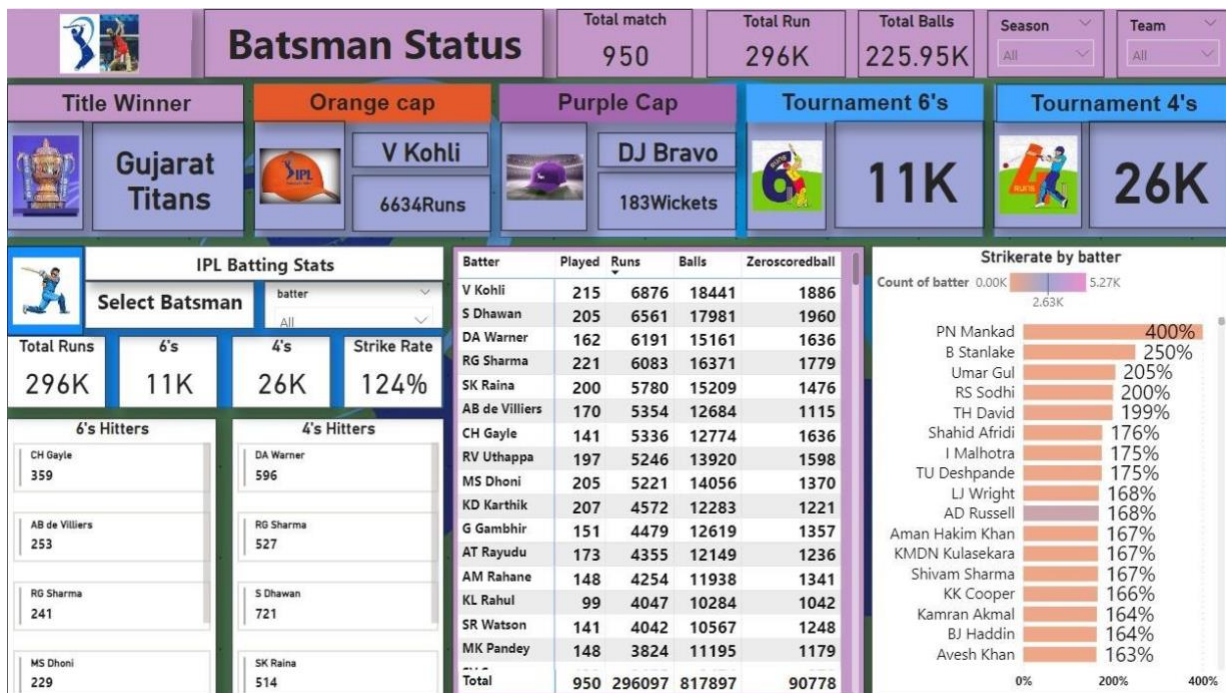 Batsman Status
Total match
950
Total Run
296K
Total Balls
225.95K
Season
All
Team
All
Title Winner
Gujarat
Titans
Orange cap
IPL
V Kohli
6634Runs
Purple Cap
DJ Bravo
183Wickets
Tournament 6's
6
RUNS
11K
Tournament 4's
4
RUNS
26K
IPL Batting Stats
Select Batsman
batter
All
Total Runs
296K
6's
11K
4's
26K
Strike Rate
124%
6's Hitters
CH Gayle
359
AB de Villiers
253
RG Sharma
241
MS Dhoni
229
4's Hitters
DA Warner
596
RG Sharma
527
S Dhawan
721
SK Raina
514
Batter Played Runs Balls Zeroscoredball
V Kohli 215 6876 18441 1886
S Dhawan 205 6561 17981 1960
DA Warner 162 6191 15161 1636
RG Sharma 221 6083 16371 1779
SK Raina 200 5780 15209 1476
AB de Villiers 170 5354 12684 1115
CH Gayle 141 5336 12774 1636
RV Uthappa 197 5246 13920 1598
MS Dhoni 205 5221 14056 1370
KD Karthik 207 4572 12283 1221
G Gambhir 151 4479 12619 1357
AT Rayudu 173 4355 12149 1236
AM Rahane 148 4254 11938 1341
KL Rahul 99 4047 10284 1042
SR Watson 141 4042 10567 1248
MK Pandey 148 3824 11195 1179
Total 950 296097 817897 90778
Strikerate by batter
Count of batter 0.00K 5.27K
2.63K
PN Mankad 400%
B Stanlake 250%
Umar Gul 205%
RS Sodhi 200%
TH David 199%
Shahid Afridi 176%
I Malhotra 175%
TU Deshpande 175%
LJ Wright 168%
AD Russell 168%
Aman Hakim Khan 167%
KMDN Kulasekara 167%
Shivam Sharma 167%
KK Cooper 166%
Kamran Akmal 164%
BJ Haddin 164%
Avesh Khan 163%
0% 200% 400%